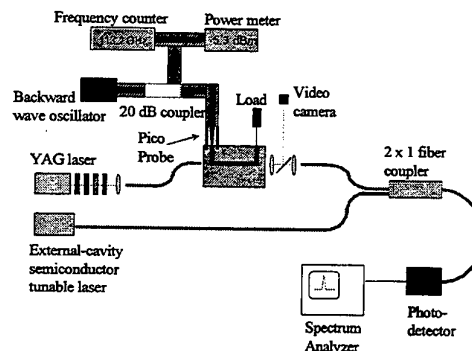 Frequency counter
Power meter
Backward
wave oscillator
20 dB coupler
Load
Video
camera
Pico
Probe
YAG laser
2 x 1 fiber
coupler
External-cavity
semiconductor
tunable laser
Spectrum
Analyzer
Photo-
detector